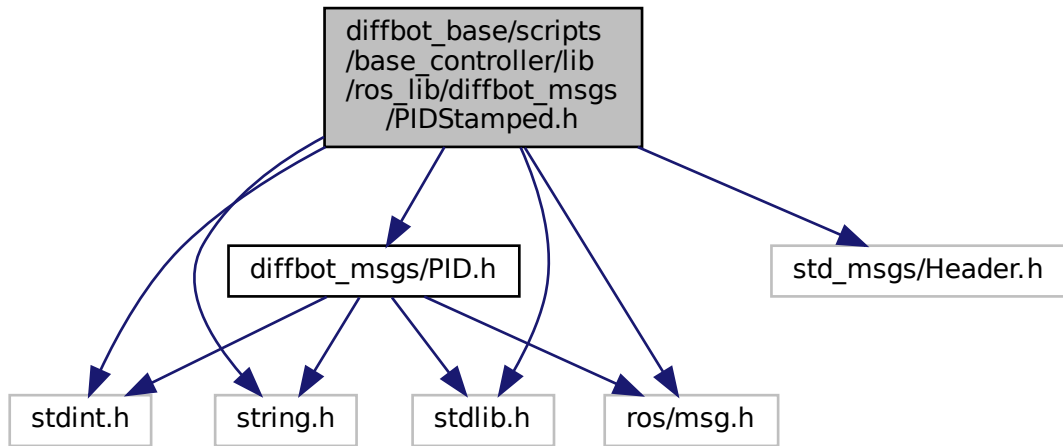 diffbot_base/scripts
/base_controller/lib
/ros_lib/diffbot_msgs
/PIDStamped.h
diffbot_msgs/PID.h
std_msgs/Header.h
stdint.h
string.h
stdlib.h
ros/msg.h